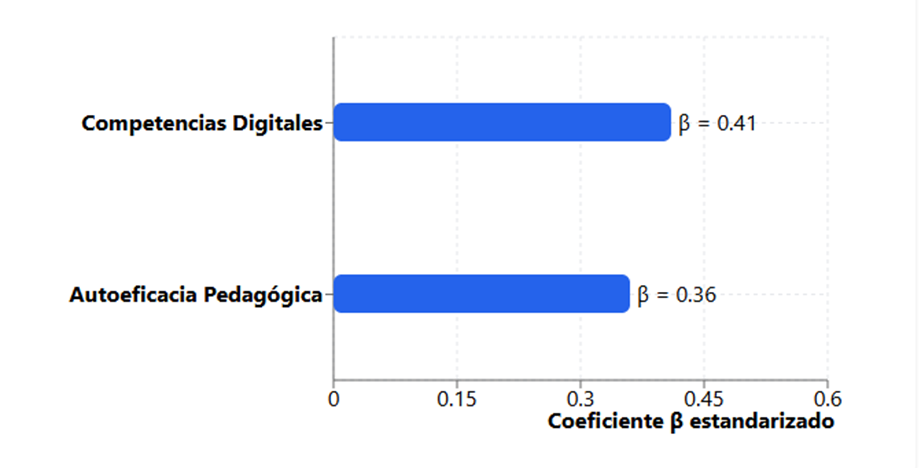 Competencias Digitales
β = 0.41
Autoeficacia Pedagógica
β = 0.36
0 0.15 0.3 0.45 0.6
Coeficiente β estandarizado